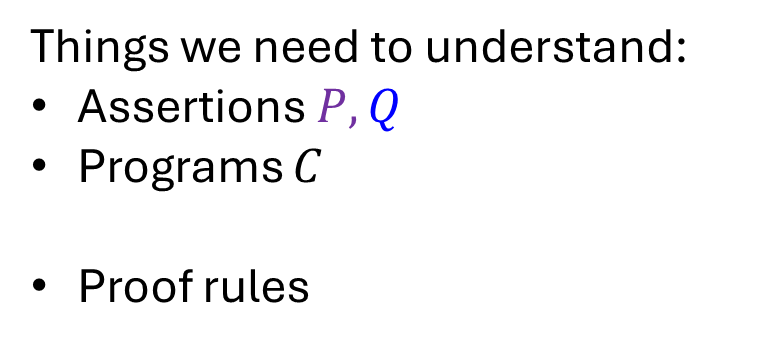 Things we need to understand:
• Assertions P, Q
• Programs C
• Proof rules